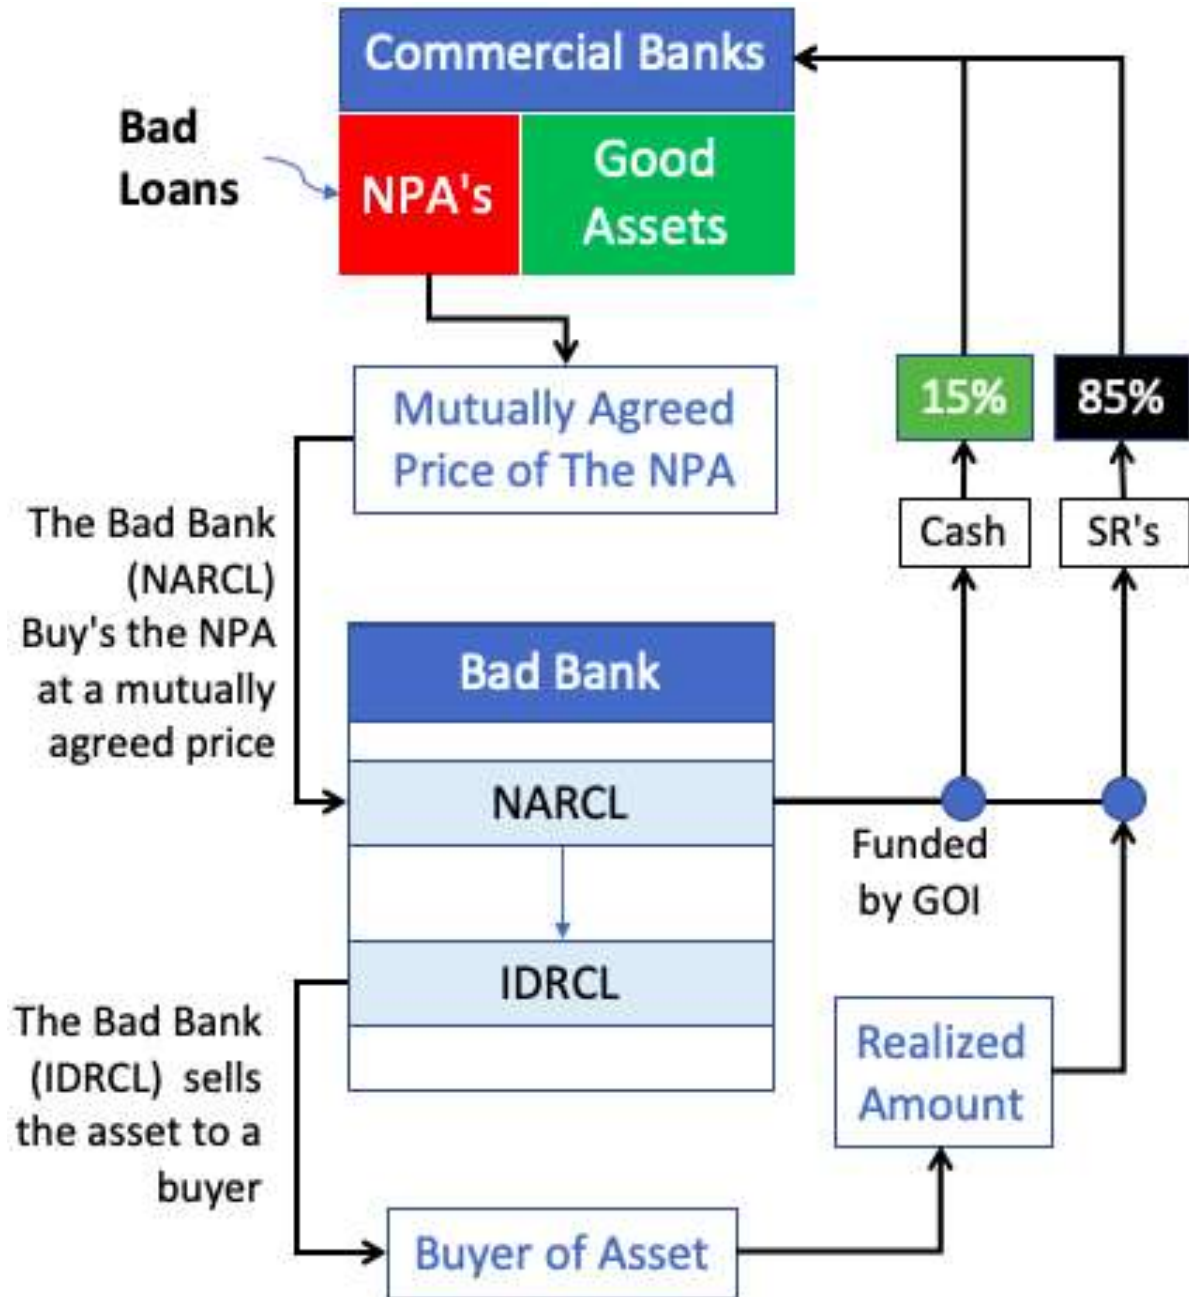 Commercial Banks
Bad
Loans
NPA's
Good
Assets
Mutually Agreed
Price of The NPA
15%
85%
Cash
SR's
The Bad Bank
(NARCL)
Buy's the NPA
at a mutually
agreed price
Bad Bank
NARCL
Funded
by GOI
IDRCL
The Bad Bank
(IDRCL) sells
the asset to a
buyer
Realized
Amount
Buyer of Asset